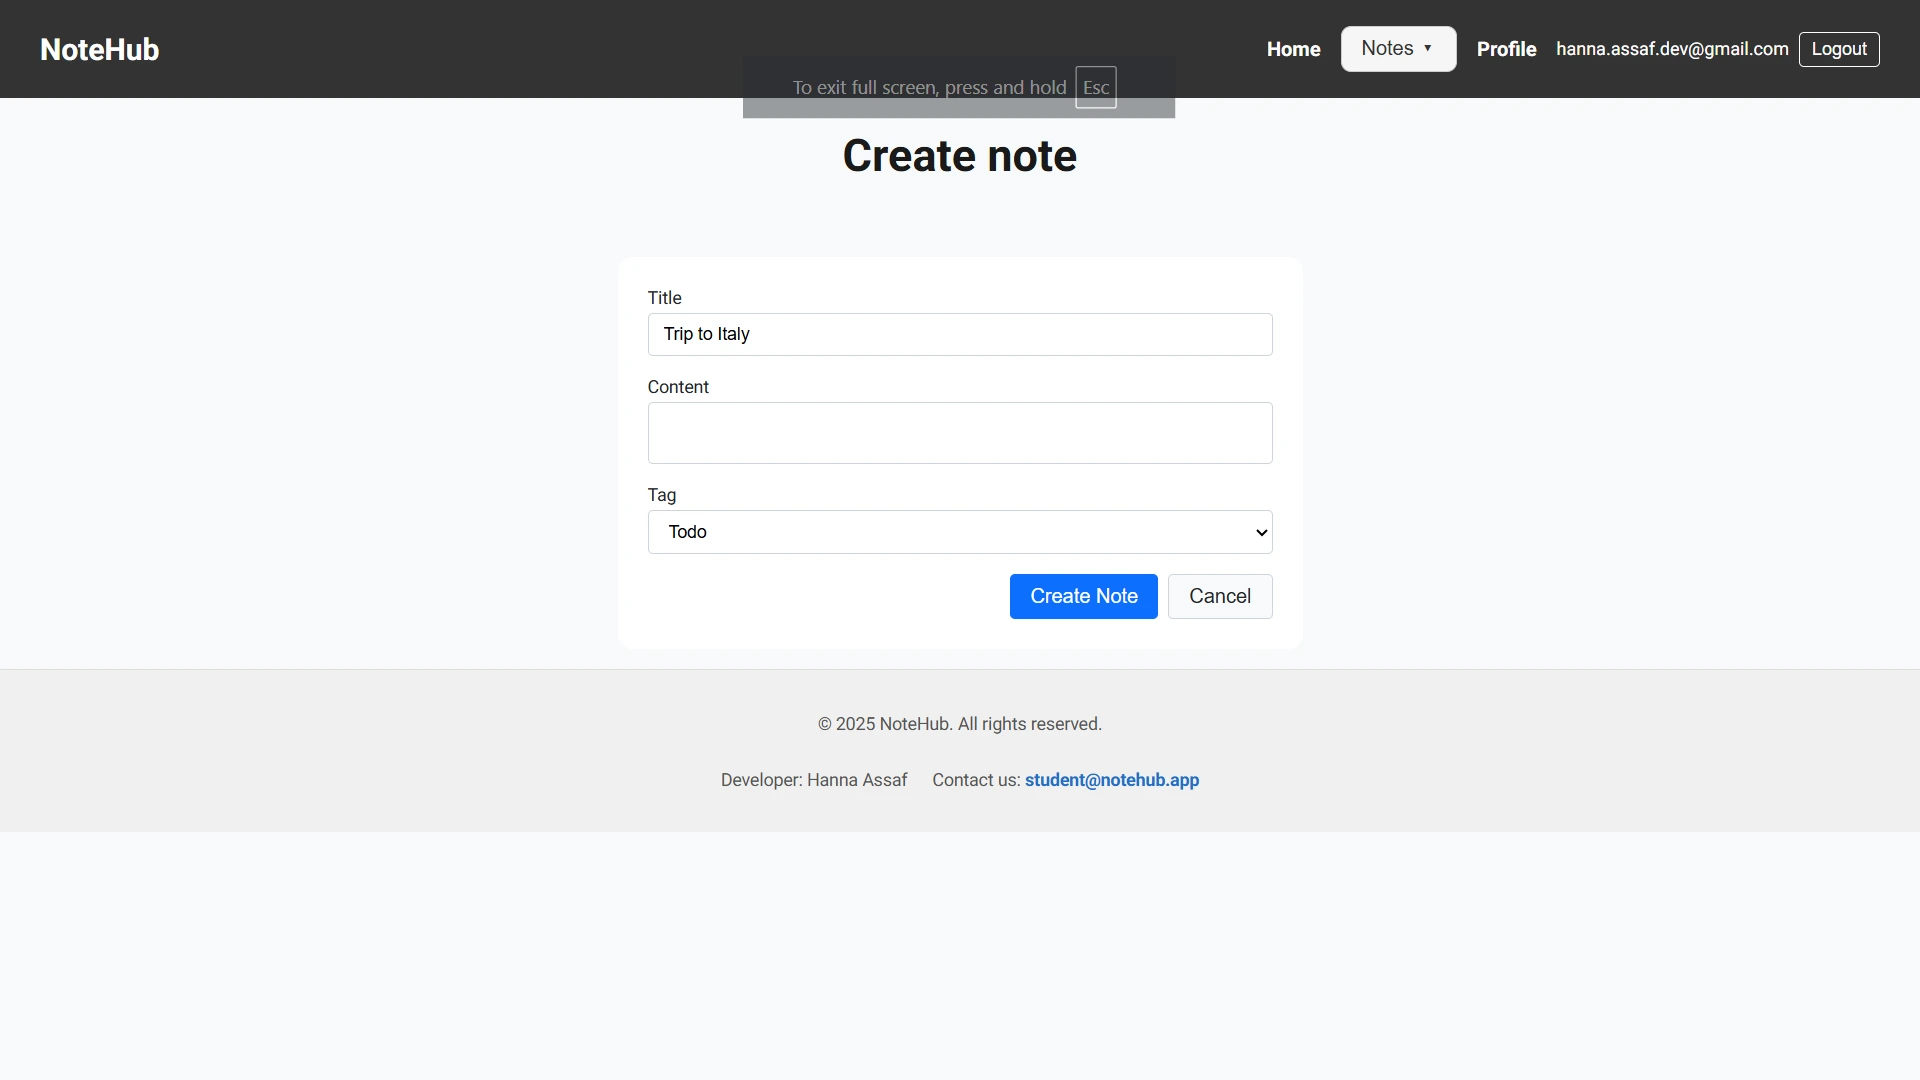 NoteHub
Home Notes ▼ Profile hanna.assaf.dev@gmail.com Logout
To exit full screen, press and hold Esc
Create note
Title
Trip to Italy
Content
Tag
Todo
Create Note Cancel
© 2025 NoteHub. All rights reserved.
Developer: Hanna Assaf Contact us: student@notehub.app